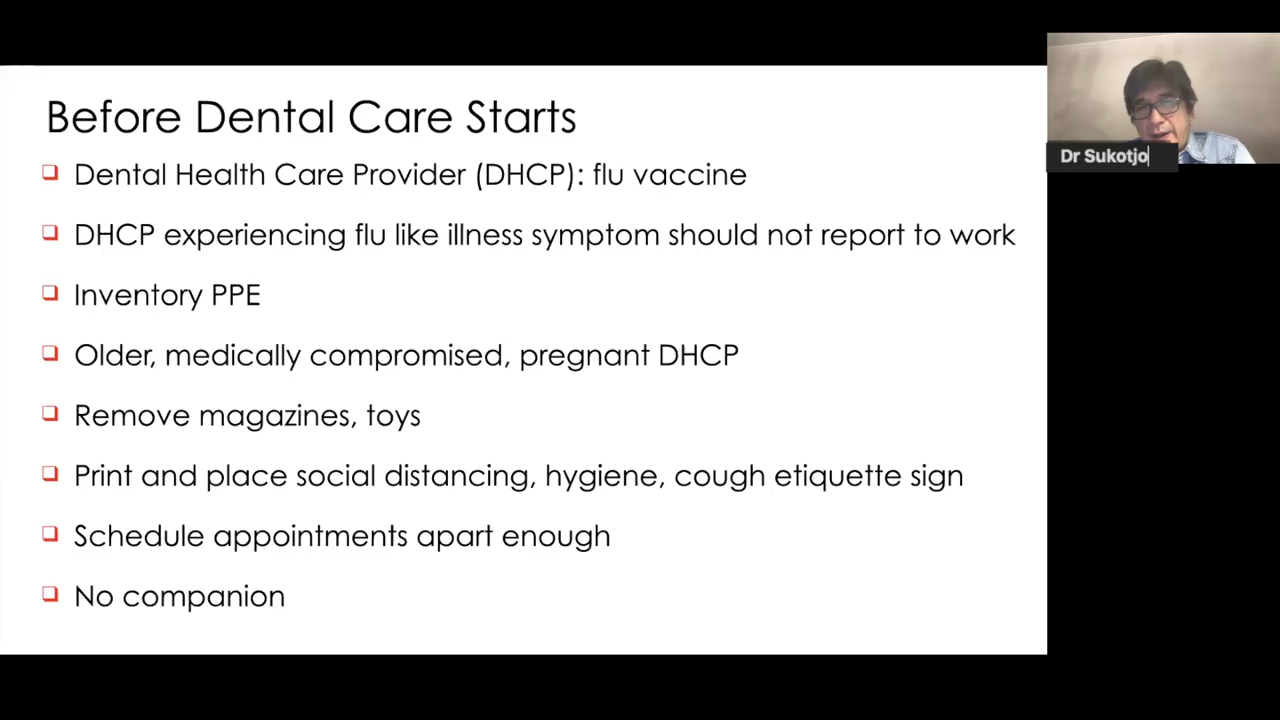 Before Dental Care Starts
Dental Health Care Provider (DHCP): flu vaccine
DHCP experiencing flu like illness symptom should not report to work
Inventory PPE
Older, medically compromised, pregnant DHCP
Remove magazines, toys
Print and place social distancing, hygiene, cough etiquette sign
Schedule appointments apart enough
No companion
Dr Sukotjo